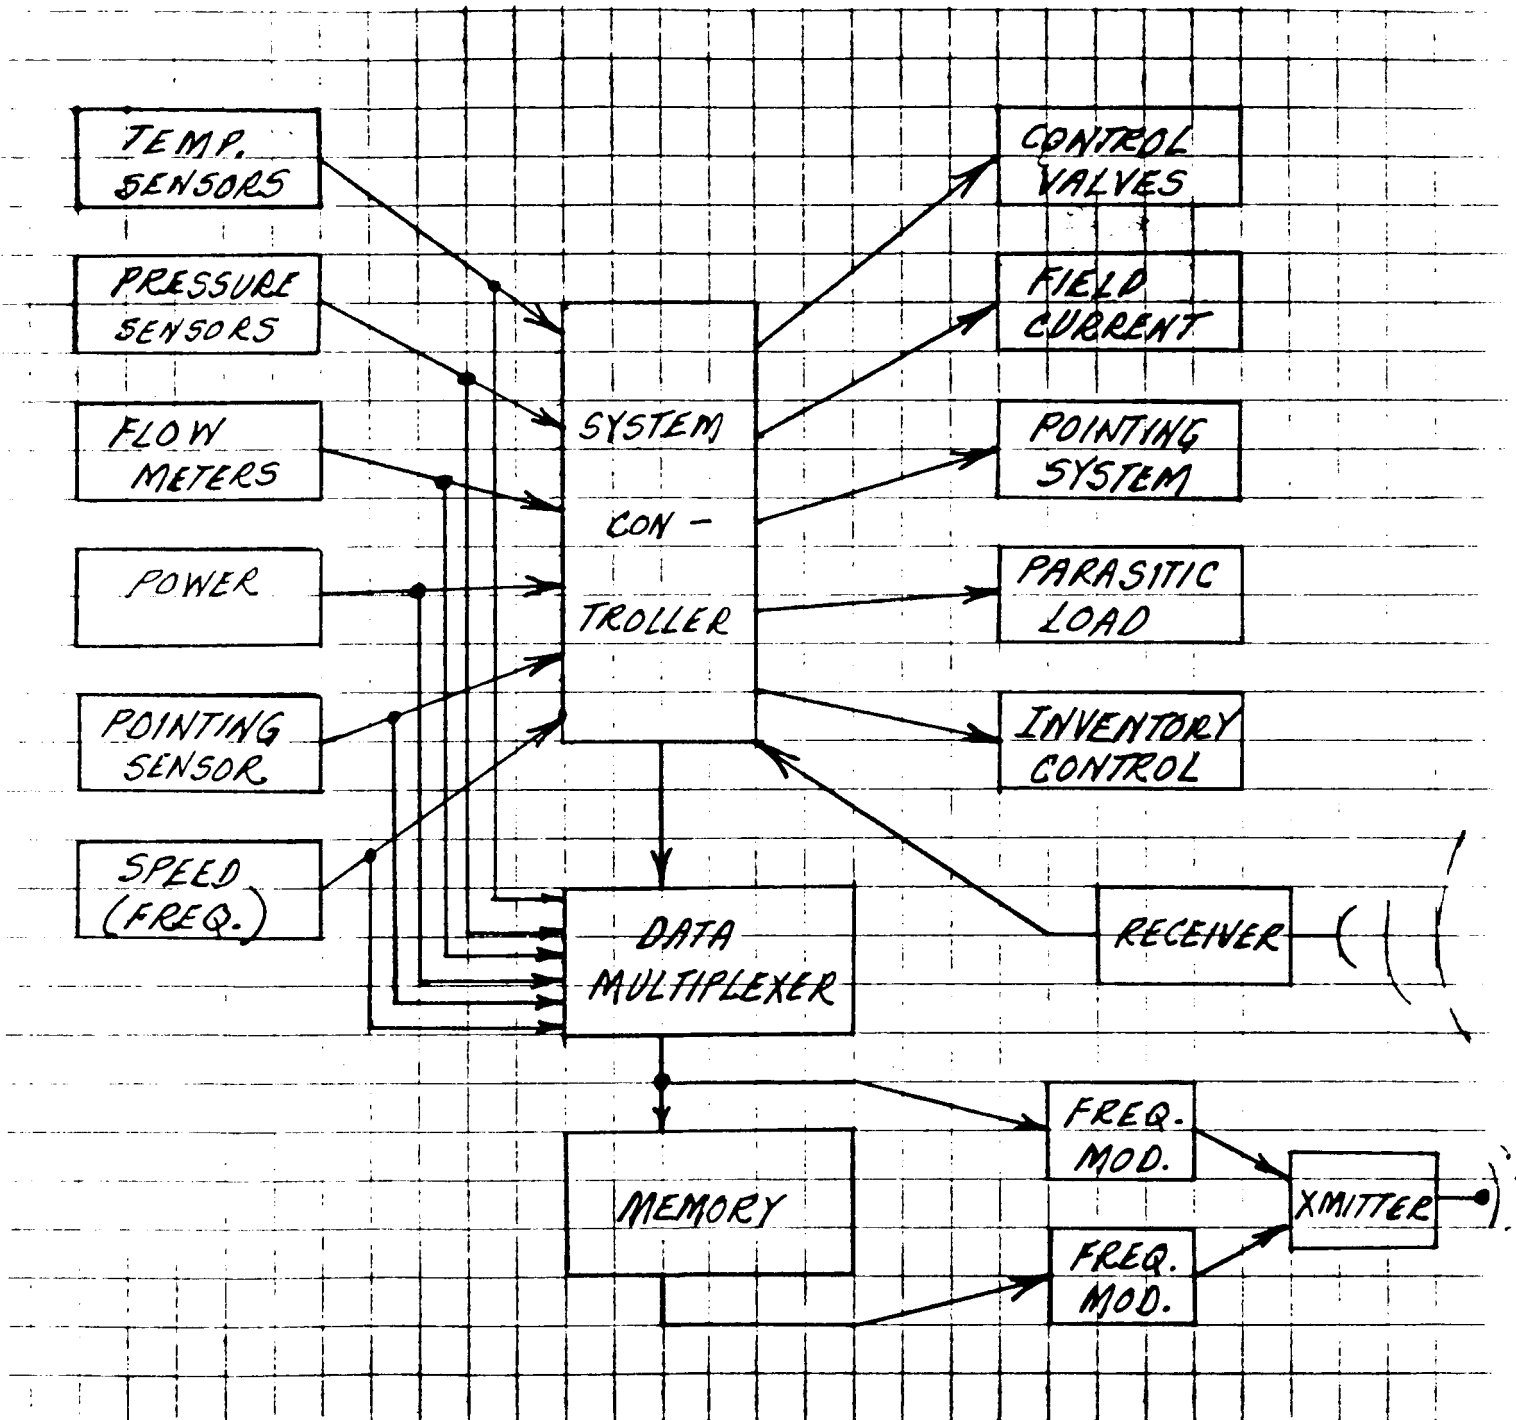 TEMP.
SENSORS
PRESSURE
SENSORS
FLOW
METERS
POWER
POINTING
SENSOR
SPEED
(FREQ.)
SYSTEM
CON-
TROLLER
CONTROL
VALVES
FIELD
CURRENT
POINTING
SYSTEM
PARASITIC
LOAD
INVENTORY
CONTROL
DATA
MULTIPLEXER
RECEIVER
MEMORY
FREQ.
MOD.
FREQ.
MOD.
XMITTER